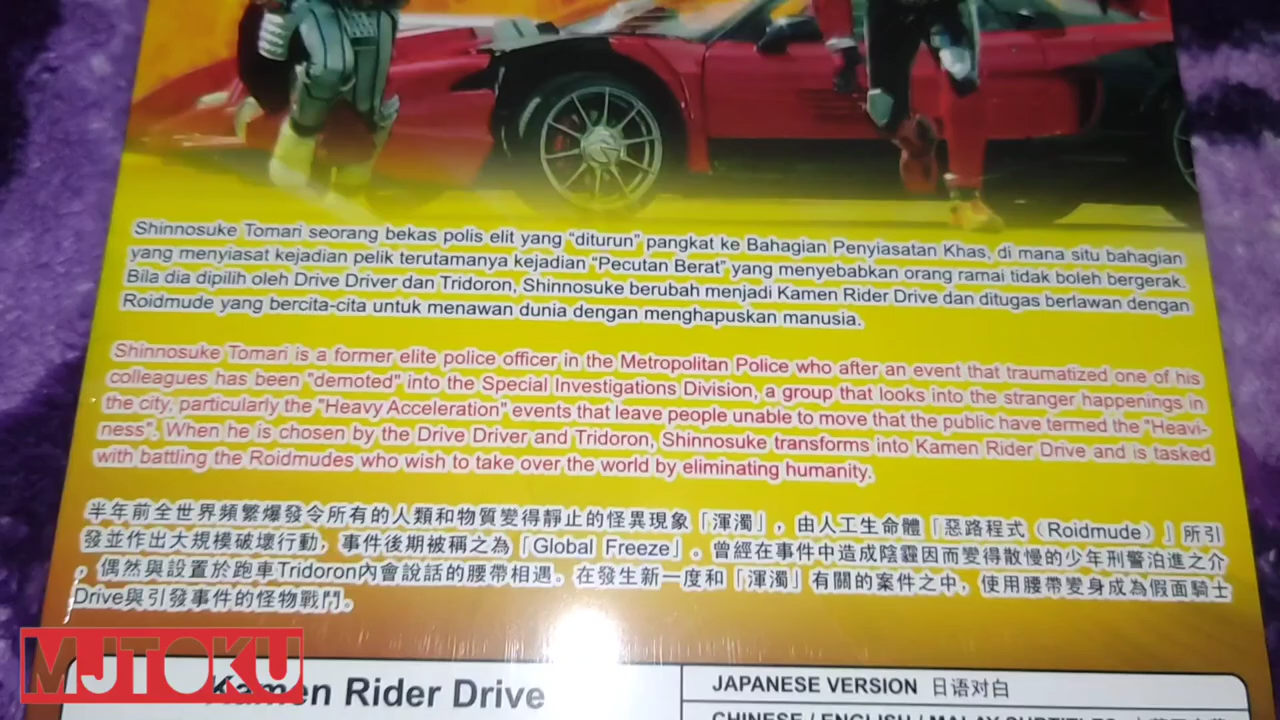 Shinnosuke Tomari seorang bekas polis elit yang “diturun” pangkat ke Bahagian Penyiasatan Khas, di mana situ bahagian
yang menyiasat kejadian pelik terutamanya kejadian “Pecutan Berat” yang menyebabkan orang ramai tidak boleh bergerak.
Bila dia dipilih oleh Drive Driver dan Tridoron, Shinnosuke berubah menjadi Kamen Rider Drive dan ditugas berlawan dengan
Roidmude yang bercita-cita untuk menawan dunia dengan menghapuskan manusia.
Shinnosuke Tomari is a former elite police officer in the Metropolitan Police who after an event that traumatized one of his
colleagues has been "demoted" into the Special Investigations Division, a group that looks into the stranger happenings in
the city, particularly the "Heavy Acceleration" events that leave people unable to move that the public have termed the "Heavi-
ness". When he is chosen by the Drive Driver and Tridoron, Shinnosuke transforms into Kamen Rider Drive and is tasked
with battling the Roidmudes who wish to take over the world by eliminating humanity.
半年前全世界頻繁爆發令所有的人類和物質變得靜止的怪異現象「渾濁」，由人工生命體「惡路程式（Roidmude）」所引
發並作出大規模破壞行動，事件後期被稱之為「Global Freeze」。曾經在事件中造成陰霾因而變得散慢的少年刑警泊進之介
，偶然與設置於跑車Tridoron內會說話的腰帶相遇。在發生新一度和「渾濁」有關的案件之中，使用腰帶變身成為假面騎士
Drive與引發事件的怪物戰鬥。
MJTOKU
Kamen Rider Drive
JAPANESE VERSION 日语对白
CHINESE / ENGLISH / MALAY SUBTITLES